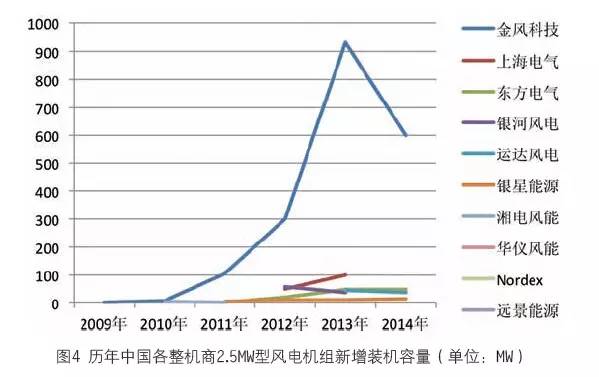 1000
900
800
700
600
500
400
300
200
100
0
2009年 2010年 2011年 2012年 2013年 2014年
金风科技
上海电气
东方电气
银河风电
运达风电
银星能源
湘电风能
华仪风能
Nordex
远景能源
图4 历年中国各整机商2.5MW型风电机组新增装机容量（单位：MW）